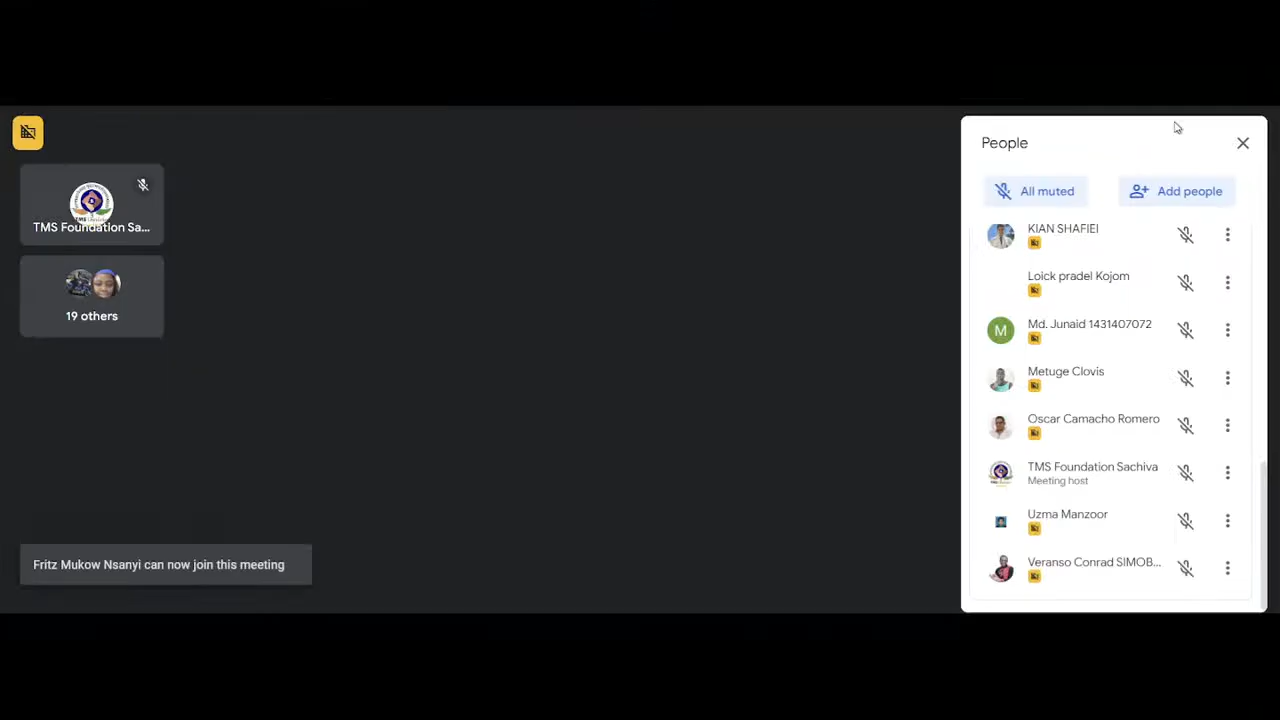 TMS Foundation Sa...
19 others
Fritz Mukow Nsanyi can now join this meeting
People
All muted
Add people
KIAN SHAFIEI
Loick pradel Kojom
M
Md. Junaid 1431407072
Metuge Clovis
Oscar Camacho Romero
TMS Foundation Sachiva
Meeting host
Uzma Manzoor
Veranso Conrad SIMOB...